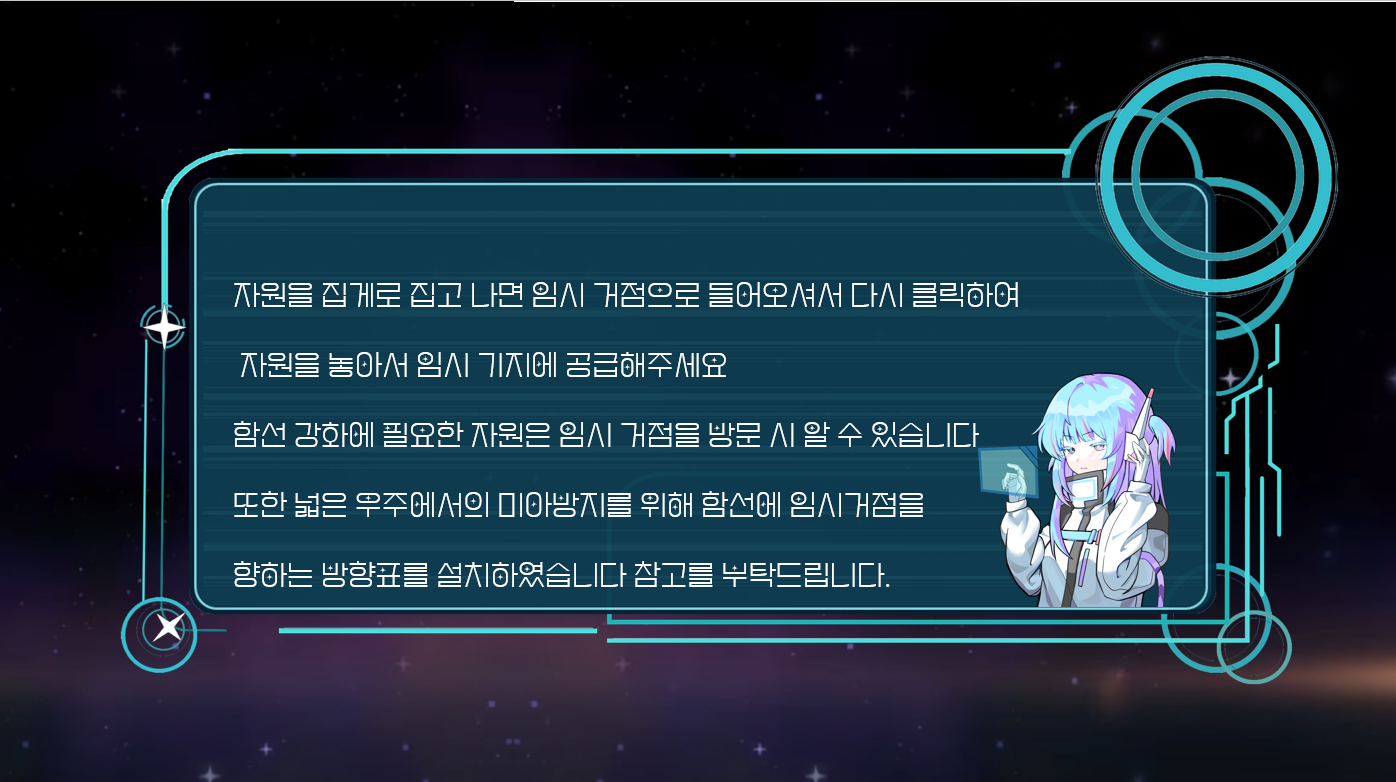 자원을 집게로 집고 나면 임시 거점으로 들어오셔서 다시 클릭하여
자원을 놓아서 임시 기지에 공급해주세요
함선 강화에 필요한 자원은 임시 거점을 방문 시 알 수 있습니다
또한 넓은 우주에서의 미아방지를 위해 함선에 임시거점을
향하는 방향표를 설치하였습니다 참고를 부탁드립니다.